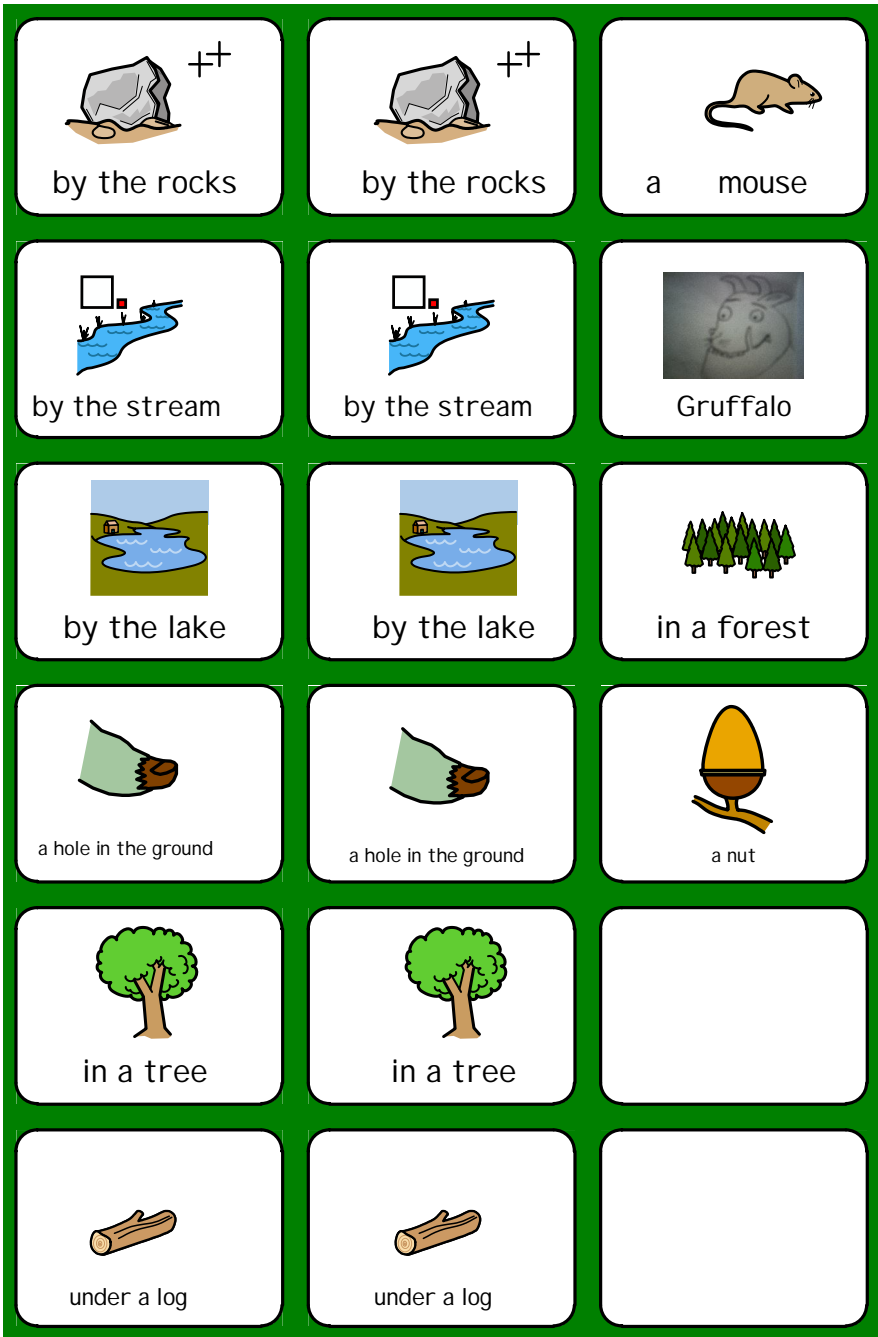 by the rocks
by the rocks
a mouse
by the stream
by the stream
Gruffalo
by the lake
by the lake
in a forest
a hole in the ground
a hole in the ground
a nut
in a tree
in a tree
under a log
under a log